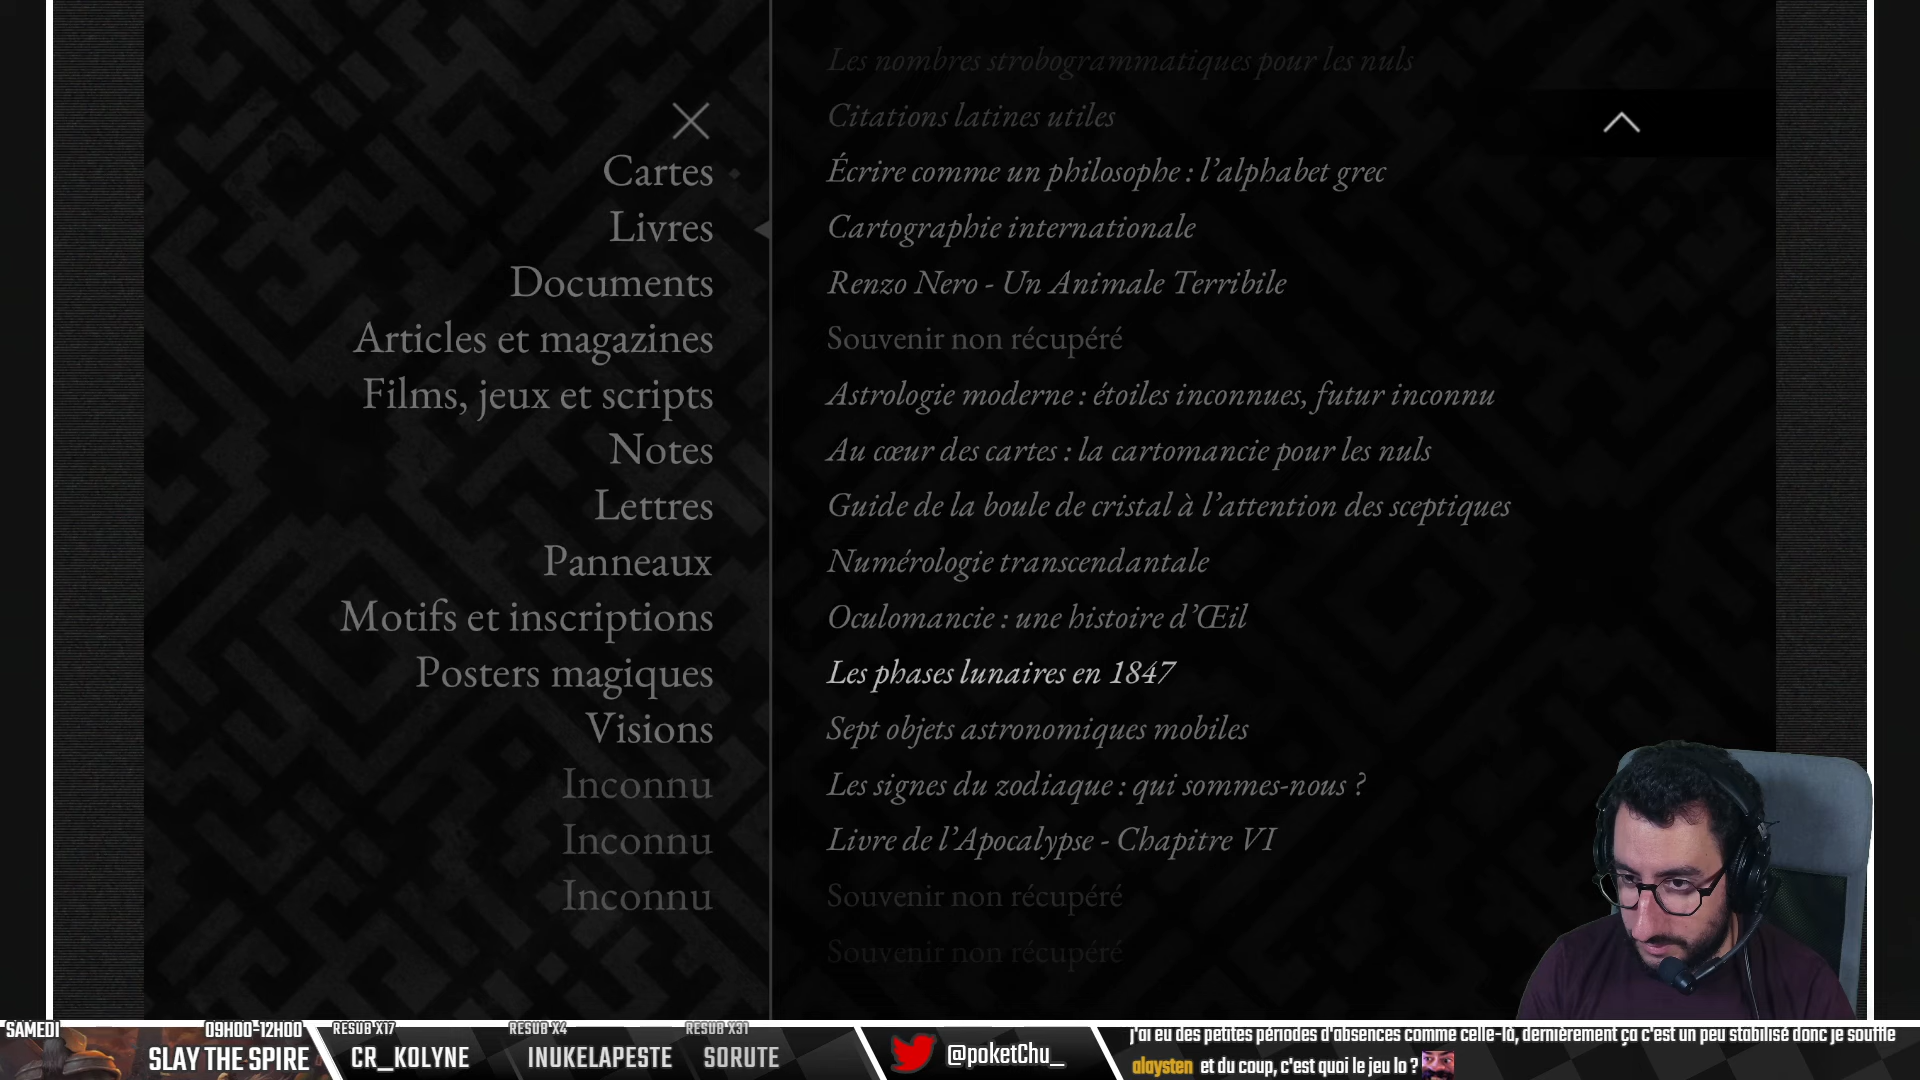 Cartes
Livres
Documents
Articles et magazines
Films, jeux et scripts
Notes
Lettres
Panneaux
Motifs et inscriptions
Posters magiques
Visions
Inconnu
Inconnu
Inconnu
Les nombres strobogrammatiques pour les nuls
Citations latines utiles
Écrire comme un philosophe : l'alphabet grec
Cartographie internationale
Renzo Nero - Un Animale Terribile
Souvenir non récupéré
Astrologie moderne : étoiles inconnues, futur inconnu
Au cœur des cartes : la cartomancie pour les nuls
Guide de la boule de cristal à l'attention des sceptiques
Numérologie transcendantale
Oculomancie : une histoire d'Œil
Les phases lunaires en 1847
Sept objets astronomiques mobiles
Les signes du zodiaque : qui sommes-nous ?
Livre de l'Apocalypse - Chapitre VI
Souvenir non récupéré
Souvenir non récupéré
SAMEDI 09H00-12H00
SLAY THE SPIRE
RESUB X17
CR_KOLYNE
RESUB X4
INUKELAPESTE
RESUB X31
SORUTE
@poketChu_
j'ai eu des petites périodes d'absences comme celle-là, dernièrement ça c'est un peu stabilisé donc je souffle
alaysten et du coup, c'est quoi le jeu lo ?